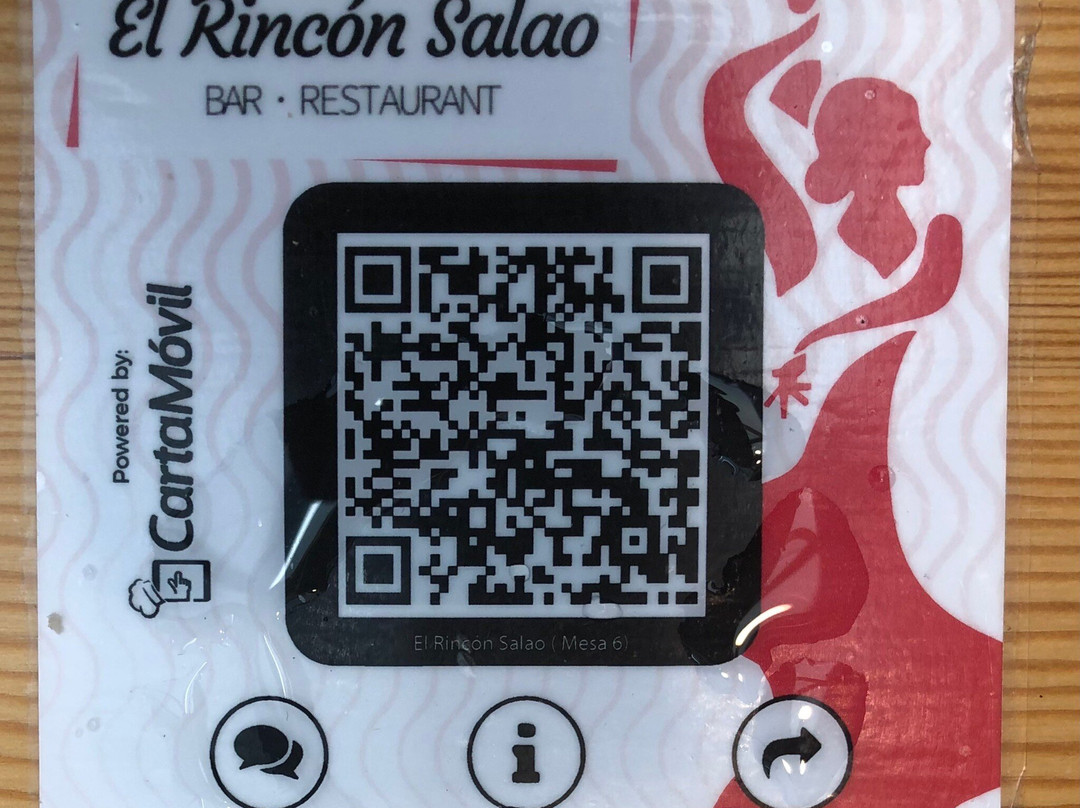 El Rincón Salao
BAR · RESTAURANT
Powered by:
CartaMóvil
El Rincón Salao ( Mesa 6)